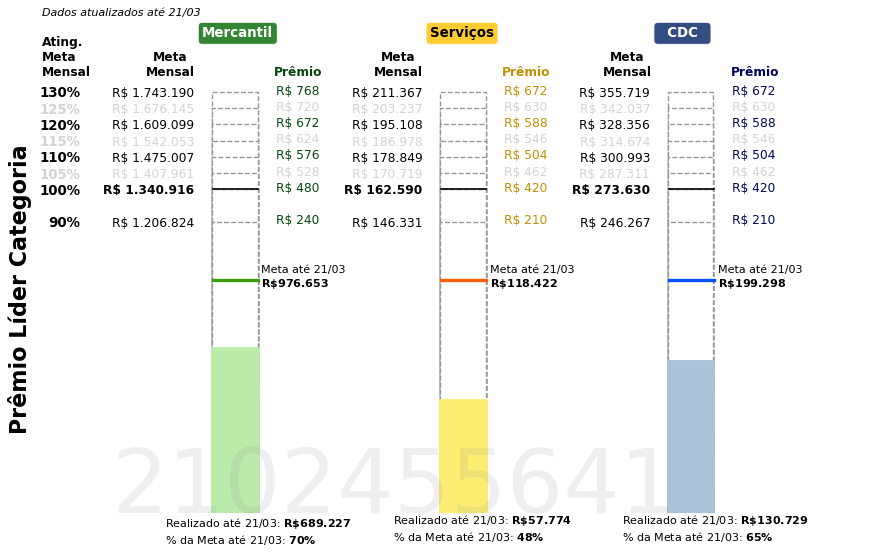 Dados atualizados até 21/03
Mercantil Serviços CDC
Ating.
Meta
Mensal
Meta
Mensal Prêmio
Meta
Mensal Prêmio
Meta
Mensal Prêmio
130% R$ 1.743.190 R$ 768 R$ 211.367 R$ 672 R$ 355.719 R$ 672
125% R$ 1.676.145 R$ 720 R$ 203.237 R$ 630 R$ 342.037 R$ 630
120% R$ 1.609.099 R$ 672 R$ 195.108 R$ 588 R$ 328.356 R$ 588
115% R$ 1.542.053 R$ 624 R$ 186.978 R$ 546 R$ 314.674 R$ 546
110% R$ 1.475.007 R$ 576 R$ 178.849 R$ 504 R$ 300.993 R$ 504
105% R$ 1.407.961 R$ 528 R$ 170.719 R$ 462 R$ 287.311 R$ 462
100% R$ 1.340.916 R$ 480 R$ 162.590 R$ 420 R$ 273.630 R$ 420
90% R$ 1.206.824 R$ 240 R$ 146.331 R$ 210 R$ 246.267 R$ 210
Meta até 21/03
R$976.653
Meta até 21/03
R$118.422
Meta até 21/03
R$199.298
Prêmio Líder Categoria
2102455641
Realizado até 21/03: R$689.227
% da Meta até 21/03: 70%
Realizado até 21/03: R$57.774
% da Meta até 21/03: 48%
Realizado até 21/03: R$130.729
% da Meta até 21/03: 65%